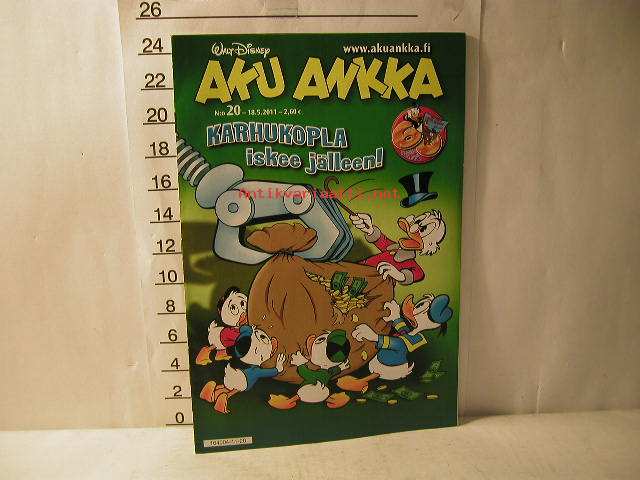 26
24
22
20
18
16
14
12
10
8
6
4
2
0
Walt Disney
www.akuankka.fi
AKU ANKKA
N:o 20 – 18.5.2011 – 2,60 €
KARHUKOPLA
iskee jälleen!
Antikvariaatit.net